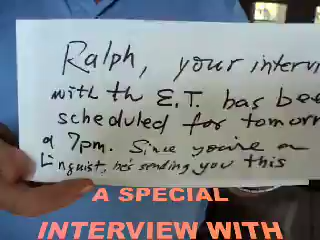 Ralph, your intervi
with th E.T. has bee
scheduled for tomorr
a 7pm. Since you're a
Linguist, he's sending you this
A SPECIAL
INTERVIEW WITH